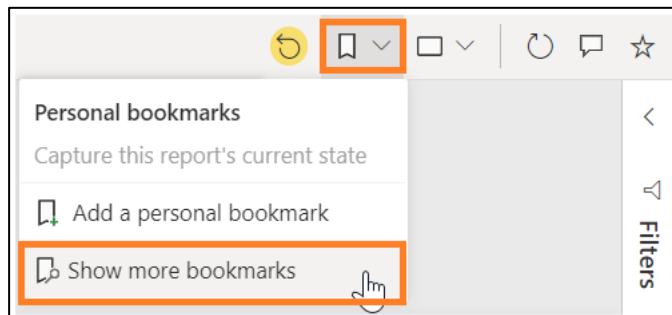 Personal bookmarks
Capture this report's current state
Add a personal bookmark
Show more bookmarks
Filters